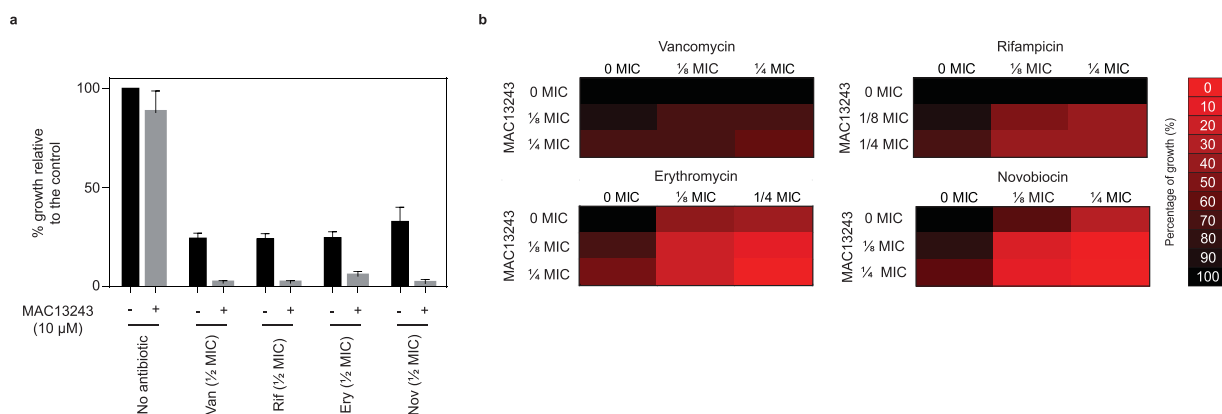 a
% growth relative
to the control
100
50
0
MAC13243
(10 µM)
- + - + - + - + - +
No antibiotic
Van (½ MIC)
Rif (½ MIC)
Ery (½ MIC)
Nov (½ MIC)
b
Vancomycin
0 MIC ⅛ MIC ¼ MIC
MAC13243
0 MIC
⅛ MIC
¼ MIC
Rifampicin
0 MIC ⅛ MIC ¼ MIC
MAC13243
0 MIC
1/8 MIC
1/4 MIC
Erythromycin
0 MIC ⅛ MIC 1/4 MIC
MAC13243
0 MIC
⅛ MIC
¼ MIC
Novobiocin
0 MIC ⅛ MIC ¼ MIC
MAC13243
0 MIC
⅛ MIC
¼ MIC
Percentage of growth (%)
0
10
20
30
40
50
60
70
80
90
100